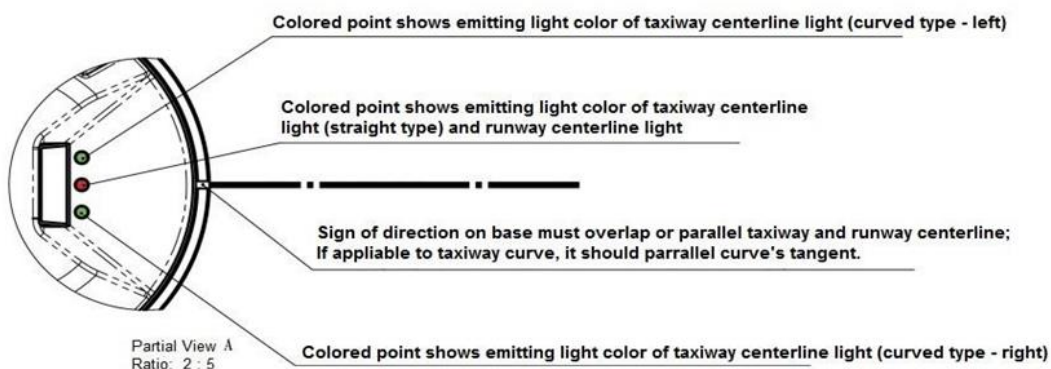 Colored point shows emitting light color of taxiway centerline light (curved type - left)
Colored point shows emitting light color of taxiway centerline
light (straight type) and runway centerline light
Sign of direction on base must overlap or parallel taxiway and runway centerline;
If appliable to taxiway curve, it should parrallel curve's tangent.
Partial View A
Ratio: 2 : 5
Colored point shows emitting light color of taxiway centerline light (curved type - right)